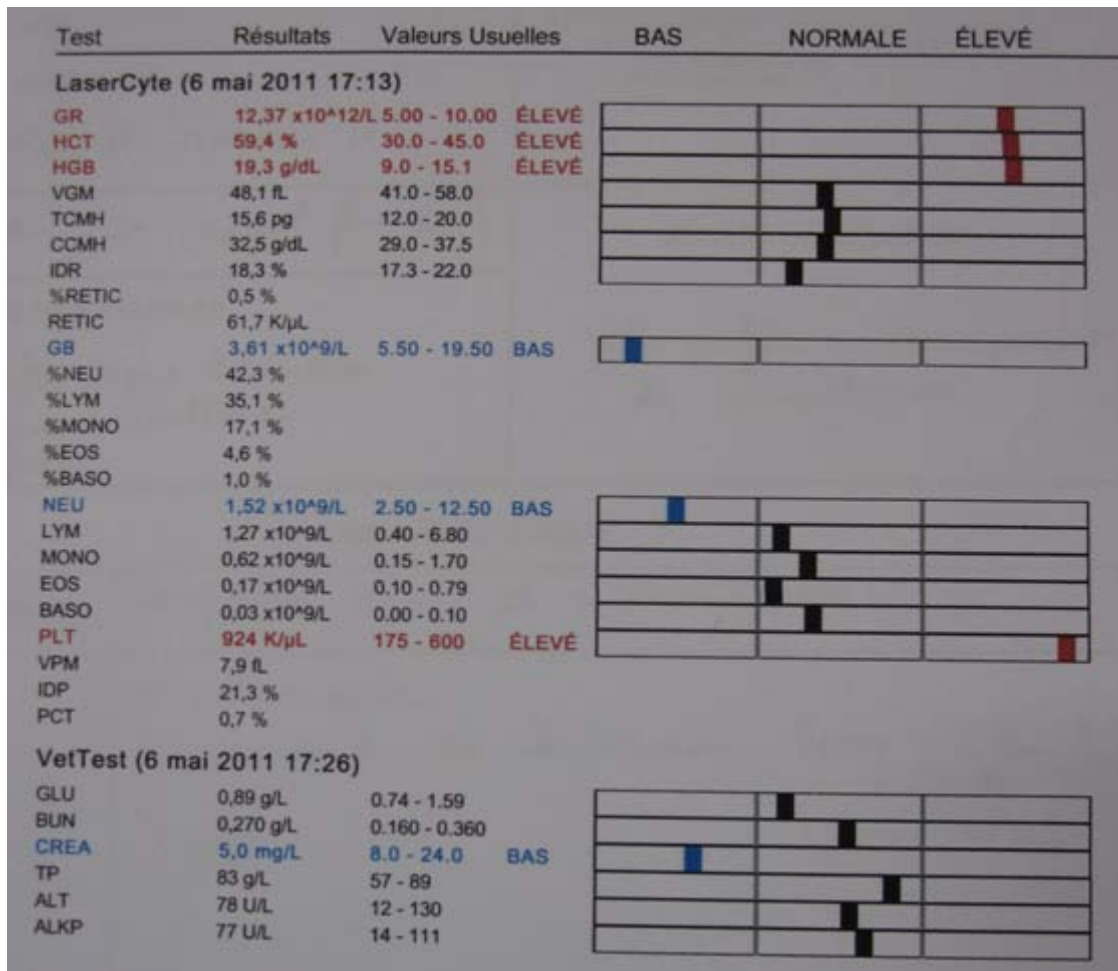 Test Résultats Valeurs Usuelles BAS NORMALE ÉLEVÉ
LaserCyte (6 mai 2011 17:13)
GR 12,37 x10^12/L 5.00 - 10.00 ÉLEVÉ
HCT 59,4 % 30.0 - 45.0 ÉLEVÉ
HGB 19,3 g/dL 9.0 - 15.1 ÉLEVÉ
VGM 48,1 fL 41.0 - 58.0
TCMH 15,6 pg 12.0 - 20.0
CCMH 32,5 g/dL 29.0 - 37.5
IDR 18,3 % 17.3 - 22.0
%RETIC 0,5 %
RETIC 61,7 K/µL
GB 3,61 x10^9/L 5.50 - 19.50 BAS
%NEU 42,3 %
%LYM 35,1 %
%MONO 17,1 %
%EOS 4,6 %
%BASO 1,0 %
NEU 1,52 x10^9/L 2.50 - 12.50 BAS
LYM 1,27 x10^9/L 0.40 - 6.80
MONO 0,62 x10^9/L 0.15 - 1.70
EOS 0,17 x10^9/L 0.10 - 0.79
BASO 0,03 x10^9/L 0.00 - 0.10
PLT 924 K/µL 175 - 600 ÉLEVÉ
VPM 7,9 fL
IDP 21,3 %
PCT 0,7 %
VetTest (6 mai 2011 17:26)
GLU 0,89 g/L 0.74 - 1.59
BUN 0,270 g/L 0.160 - 0.360
CREA 5,0 mg/L 8.0 - 24.0 BAS
TP 83 g/L 57 - 89
ALT 78 U/L 12 - 130
ALKP 77 U/L 14 - 111